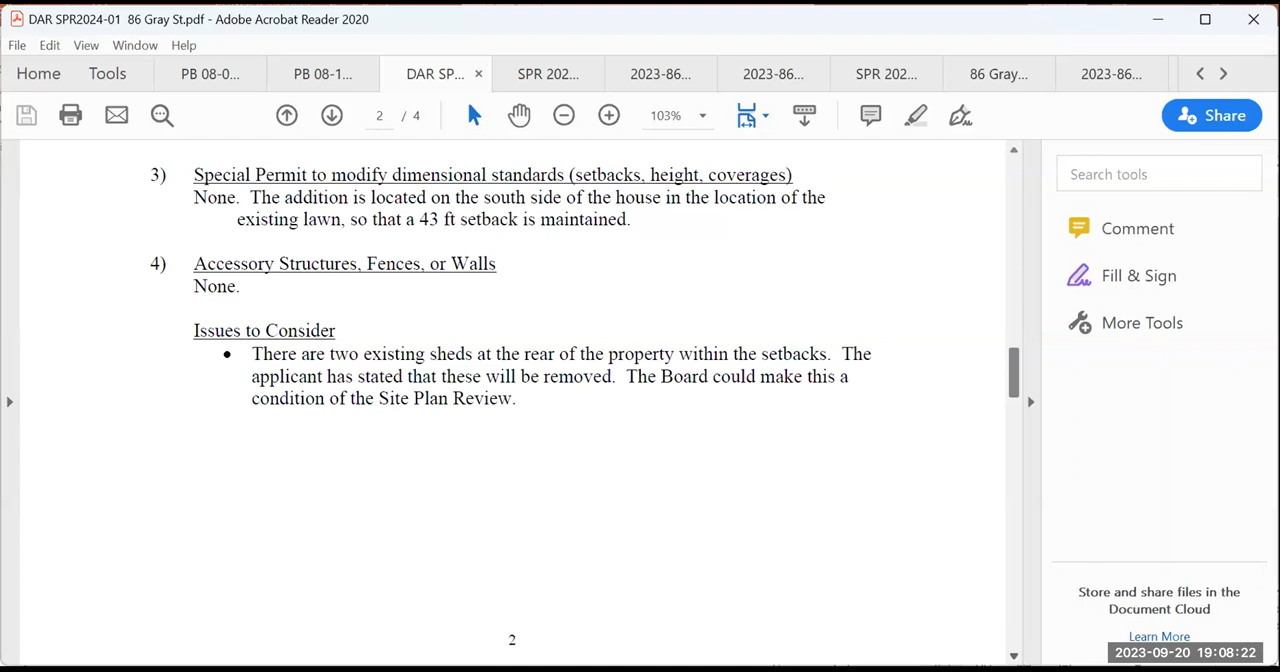 DAR SPR2024-01 86 Gray St.pdf - Adobe Acrobat Reader 2020
File Edit View Window Help
Home Tools PB 08-0... PB 08-1... DAR SP... × SPR 202... 2023-86... 2023-86... SPR 202... 86 Gray... 2023-86...
2 / 4 103% Share
3) Special Permit to modify dimensional standards (setbacks, height, coverages)
None. The addition is located on the south side of the house in the location of the
existing lawn, so that a 43 ft setback is maintained.
4) Accessory Structures, Fences, or Walls
None.
Issues to Consider
• There are two existing sheds at the rear of the property within the setbacks. The
applicant has stated that these will be removed. The Board could make this a
condition of the Site Plan Review.
2
Search tools
Comment
Fill & Sign
More Tools
Store and share files in the
Document Cloud
Learn More
2023-09-20 19:08:22